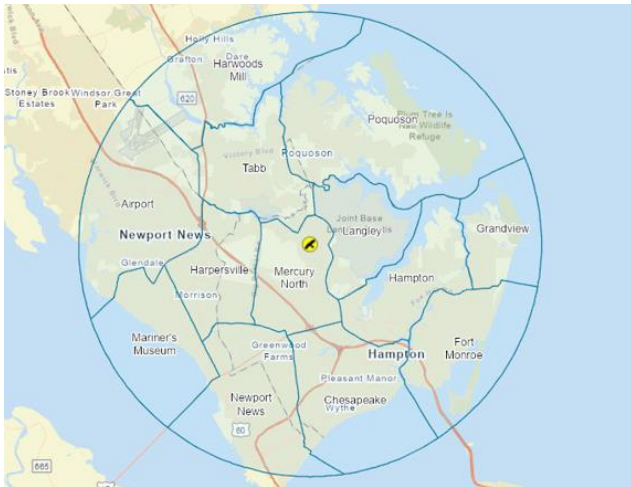 Holly Hills
Dare
Grafton
Harwoods
Mill
Stoney Brook
Estates
Windsor Great
Park
620
Poquoson
Plum Tree Is
Wildlife
Refuge
Victory Blvd
Poquoson
Tabb
Airport
Joint Base
Langley
Grandview
Newport News
Glendale
Harpersville
Mercury
North
Hampton
Morrison
Mariner's
Museum
Greenwood
Farms
Hampton
Fort
Monroe
Pleasant Manor
Newport
News
Chesapeake
Wythe
60
665